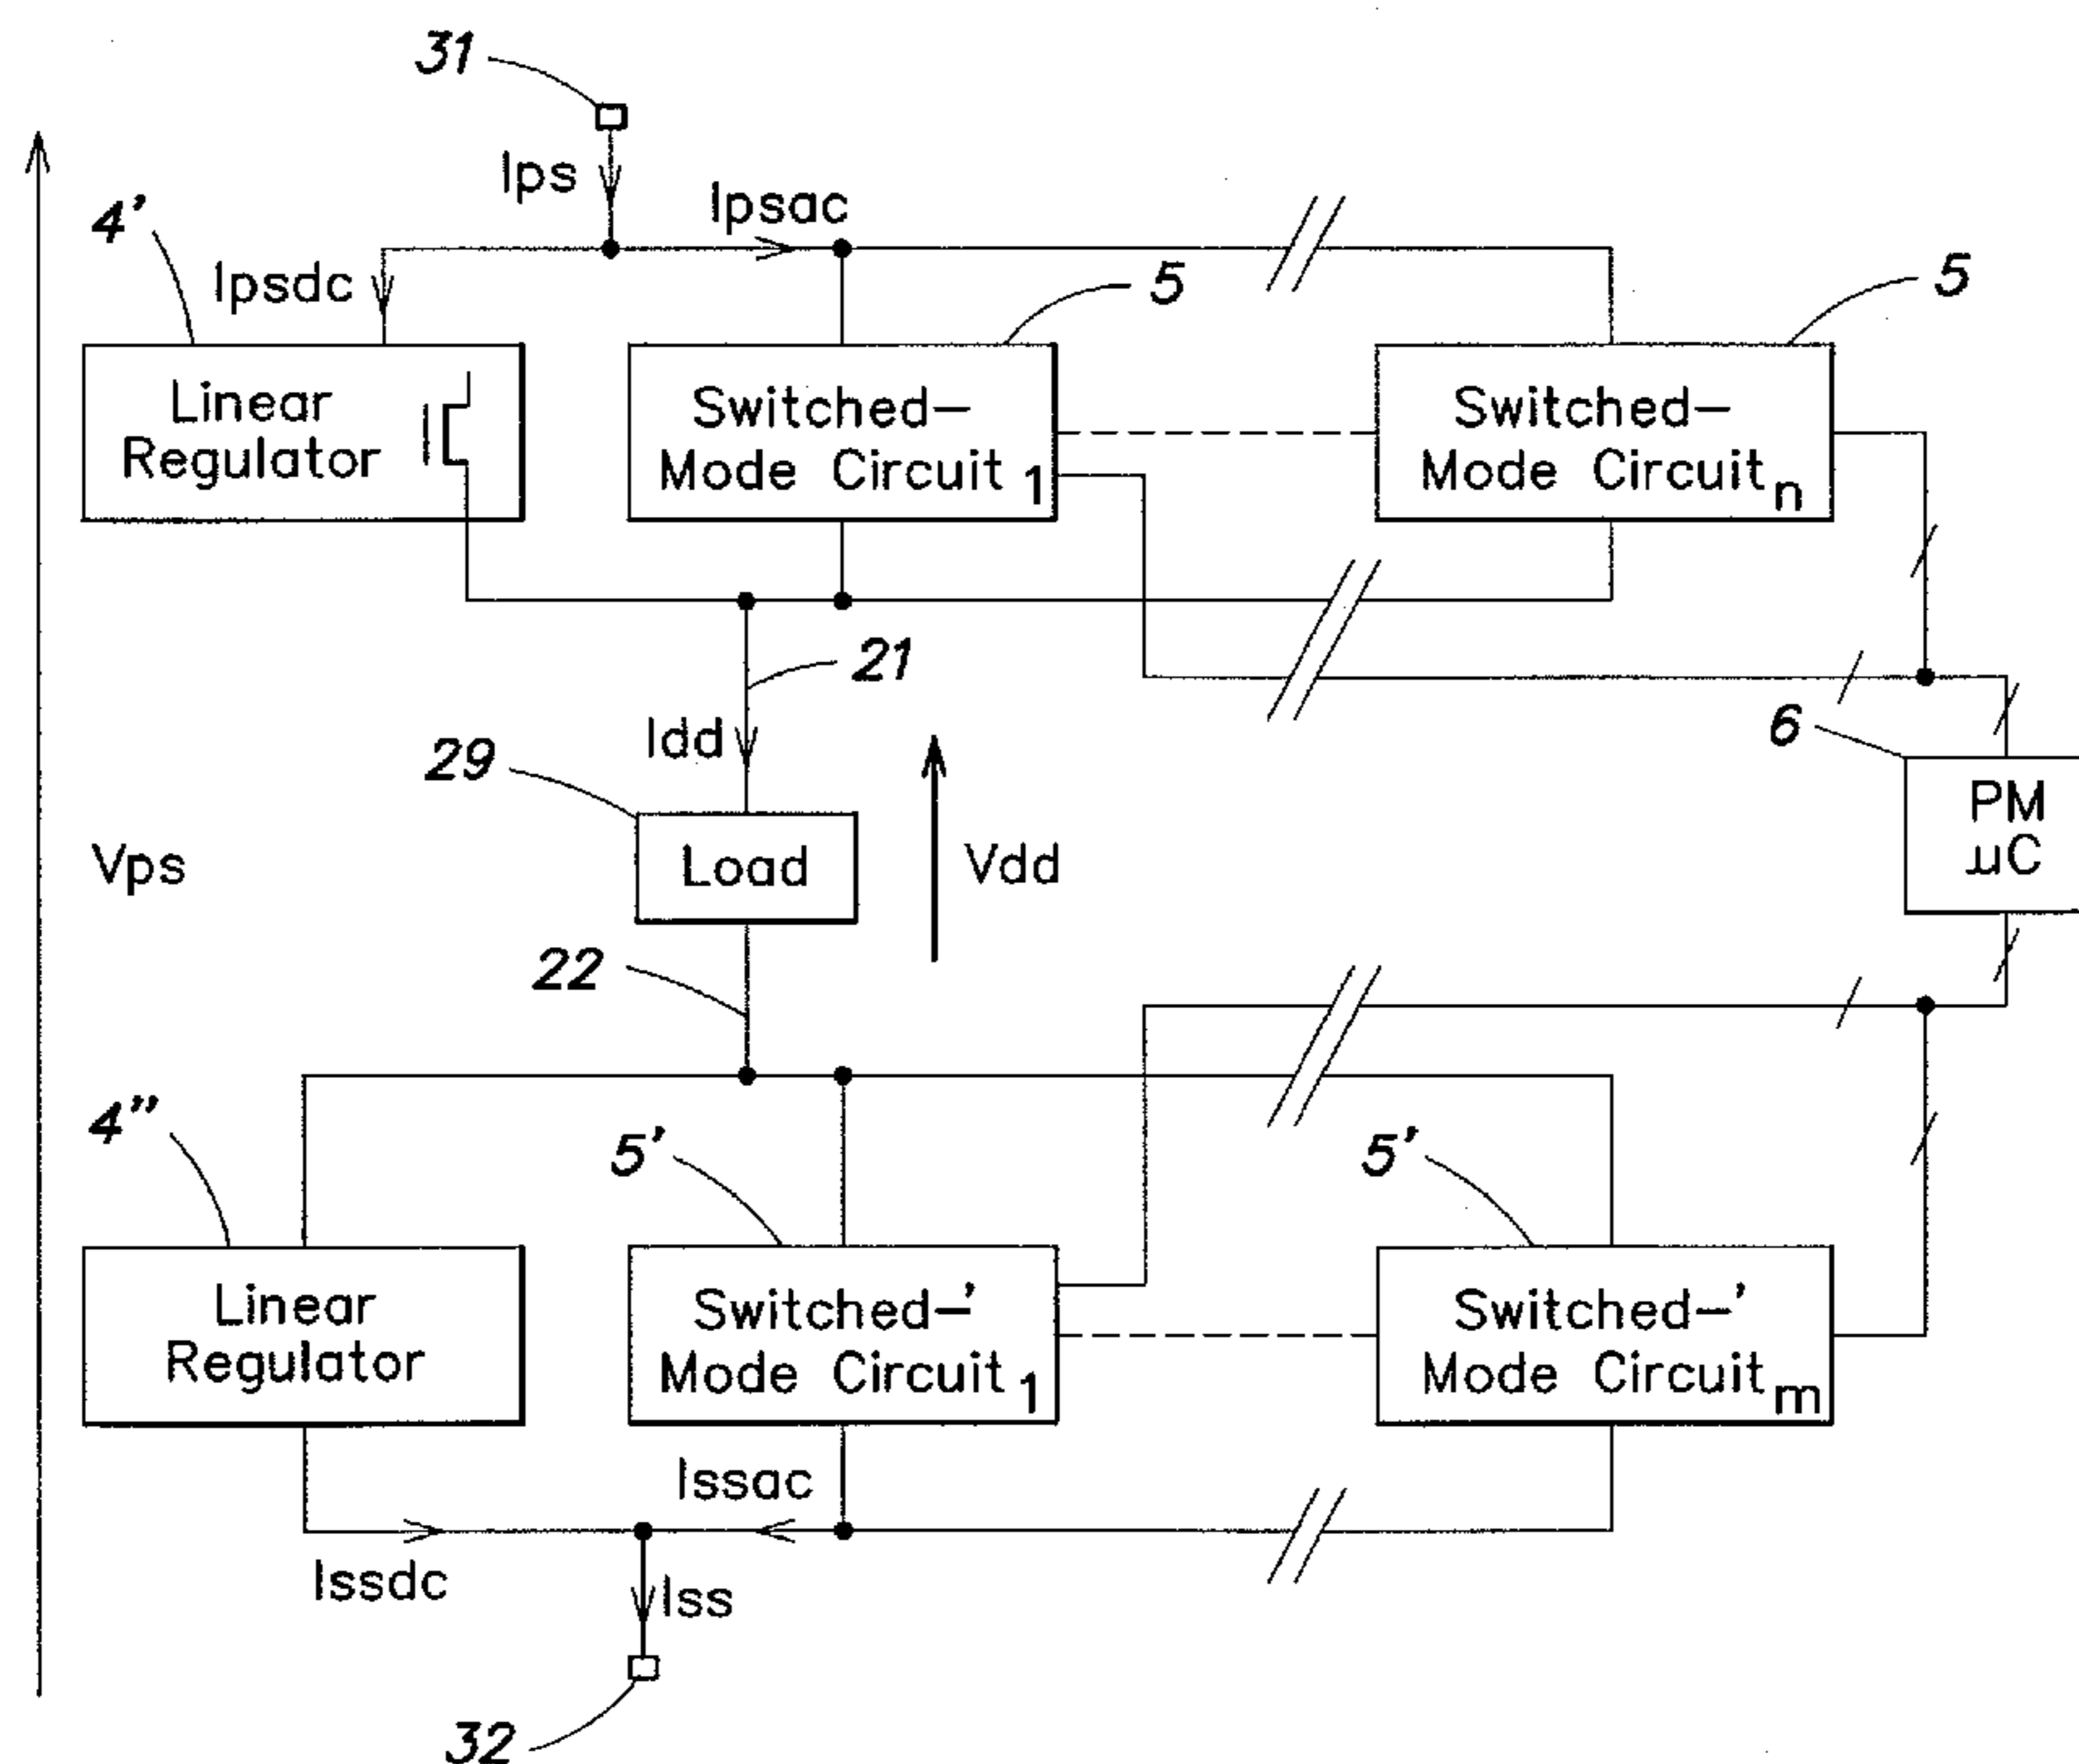 31
Ips
Ipsac
4'
Ipsdc
5
5
Linear
Regulator
Switched-
Mode Circuit 1
Switched-
Mode Circuit n
21
Idd
29
6
PM
µC
Vps
Load
Vdd
22
4"
5'
5'
Linear
Regulator
Switched-'
Mode Circuit 1
Switched-'
Mode Circuit m
Issac
Issdc
Iss
32